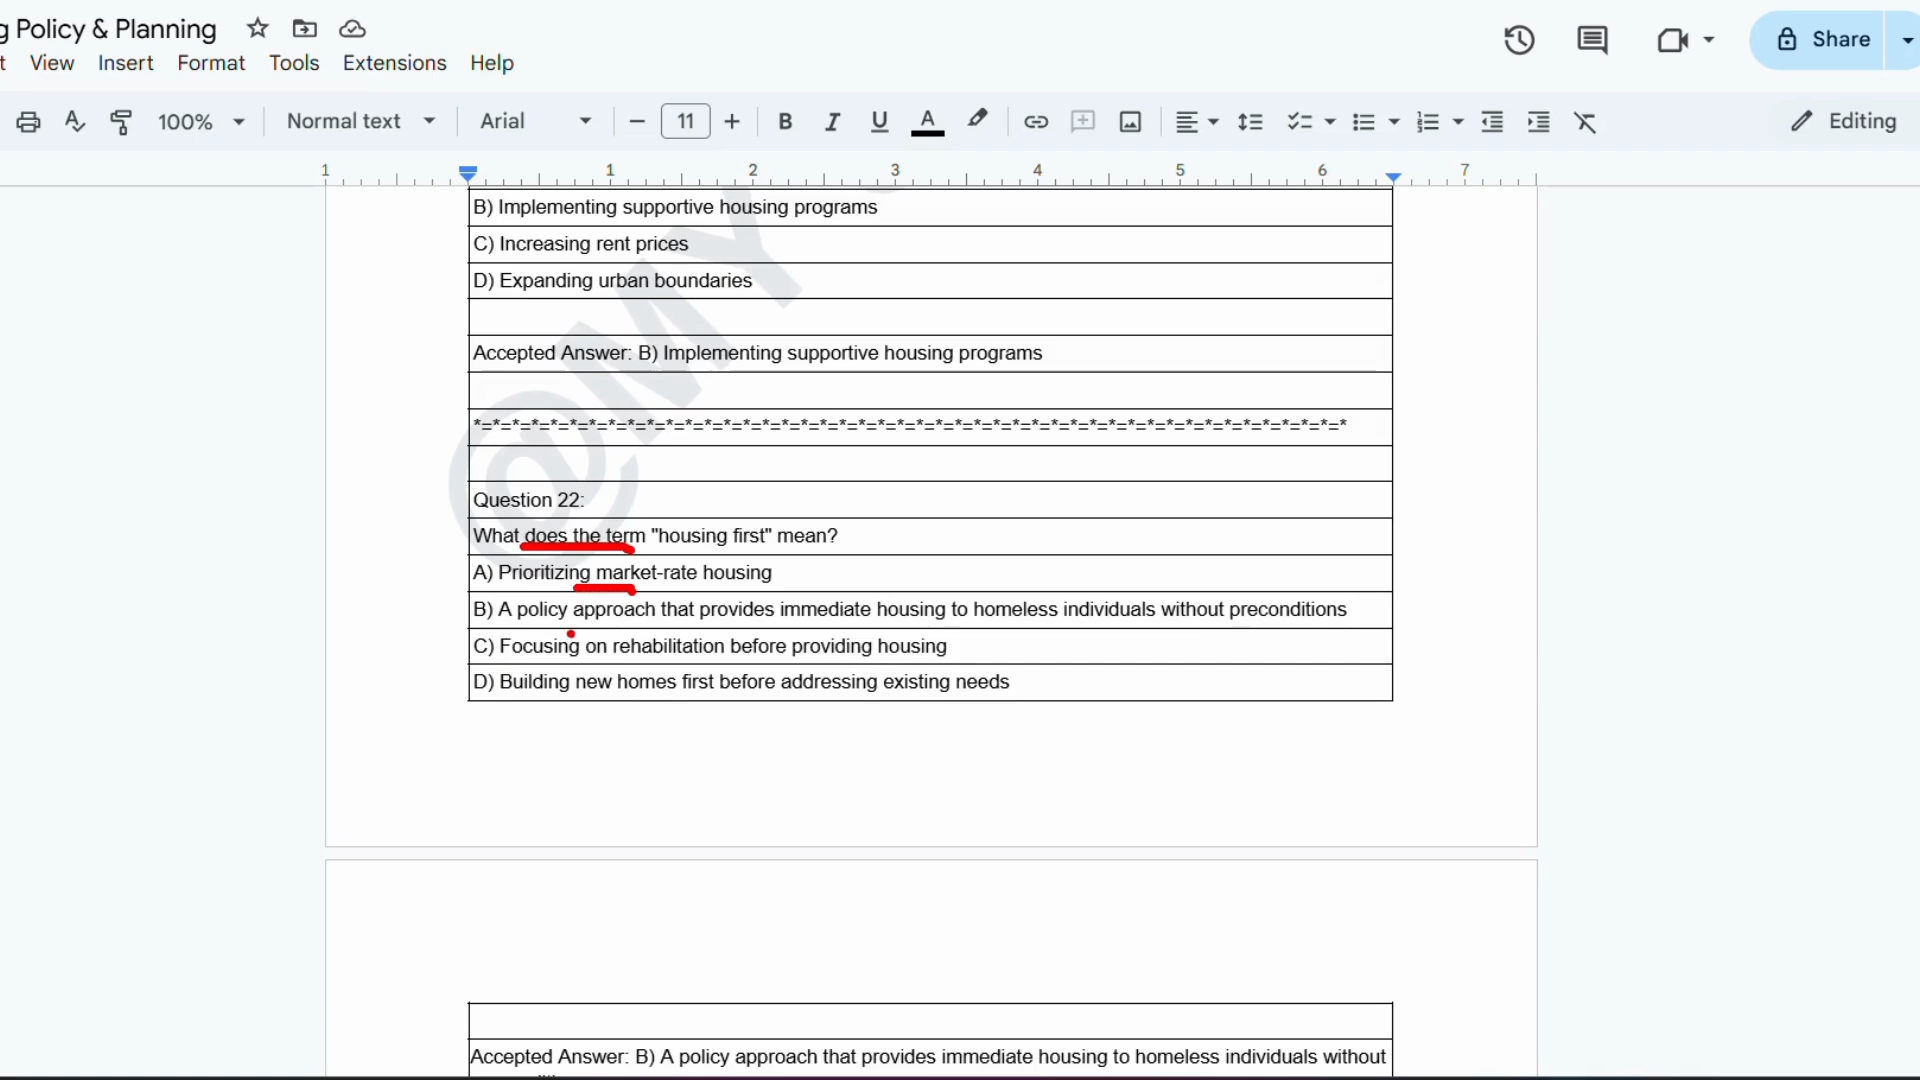 g Policy & Planning
Share
t View Insert Format Tools Extensions Help
100% Normal text Arial 11 B I U A Editing
1 1 2 3 4 5 6 7
B) Implementing supportive housing programs
C) Increasing rent prices
D) Expanding urban boundaries
Accepted Answer: B) Implementing supportive housing programs
*=*=*=*=*=*=*=*=*=*=*=*=*=*=*=*=*=*=*=*=*=*=*=*=*=*=*=*=*=*=*=*=*=*=*=*=*=*=*=*=*=*=*=*=*=*
Question 22:
What does the term "housing first" mean?
A) Prioritizing market-rate housing
B) A policy approach that provides immediate housing to homeless individuals without preconditions
C) Focusing on rehabilitation before providing housing
D) Building new homes first before addressing existing needs
Accepted Answer: B) A policy approach that provides immediate housing to homeless individuals without
@MY